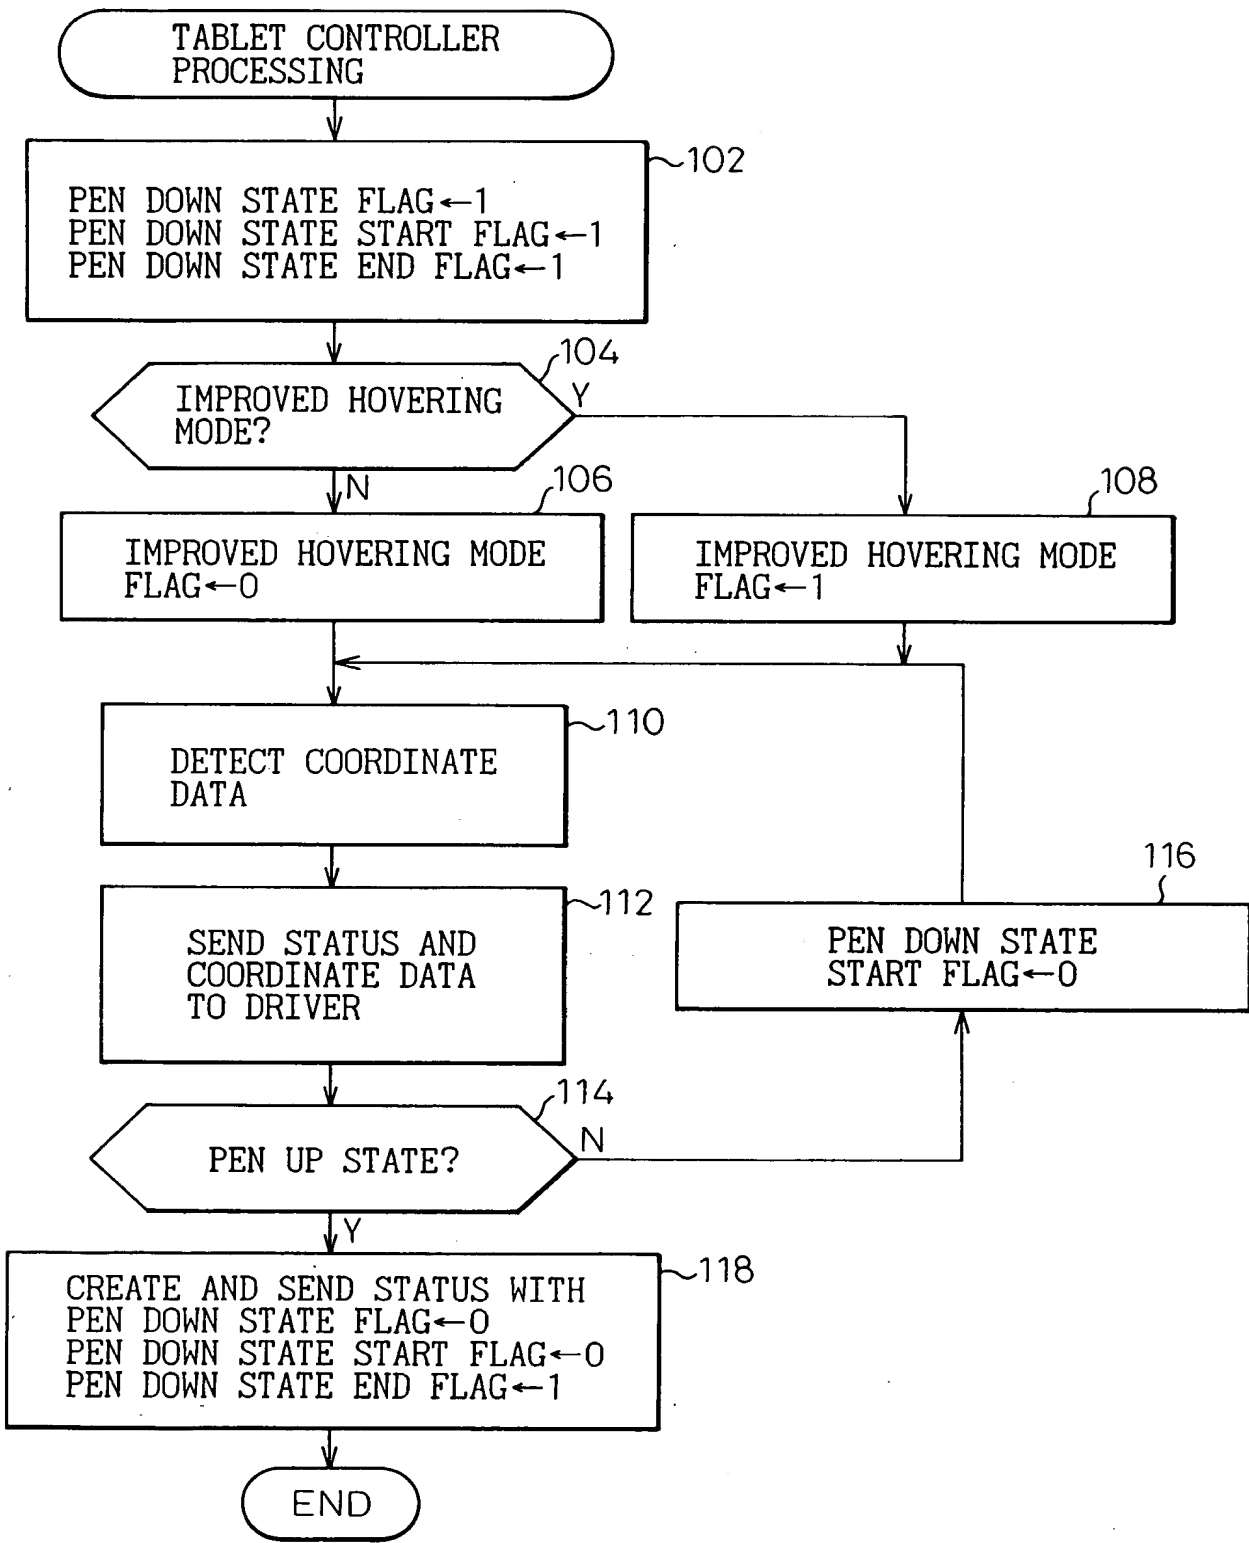 TABLET CONTROLLER
PROCESSING
102
PEN DOWN STATE FLAG←1
PEN DOWN STATE START FLAG←1
PEN DOWN STATE END FLAG←1
104
IMPROVED HOVERING
MODE?
Y
N
106
IMPROVED HOVERING MODE
FLAG←0
108
IMPROVED HOVERING MODE
FLAG←1
110
DETECT COORDINATE
DATA
112
SEND STATUS AND
COORDINATE DATA
TO DRIVER
116
PEN DOWN STATE
START FLAG←0
114
PEN UP STATE?
N
Y
118
CREATE AND SEND STATUS WITH
PEN DOWN STATE FLAG←0
PEN DOWN STATE START FLAG←0
PEN DOWN STATE END FLAG←1
END